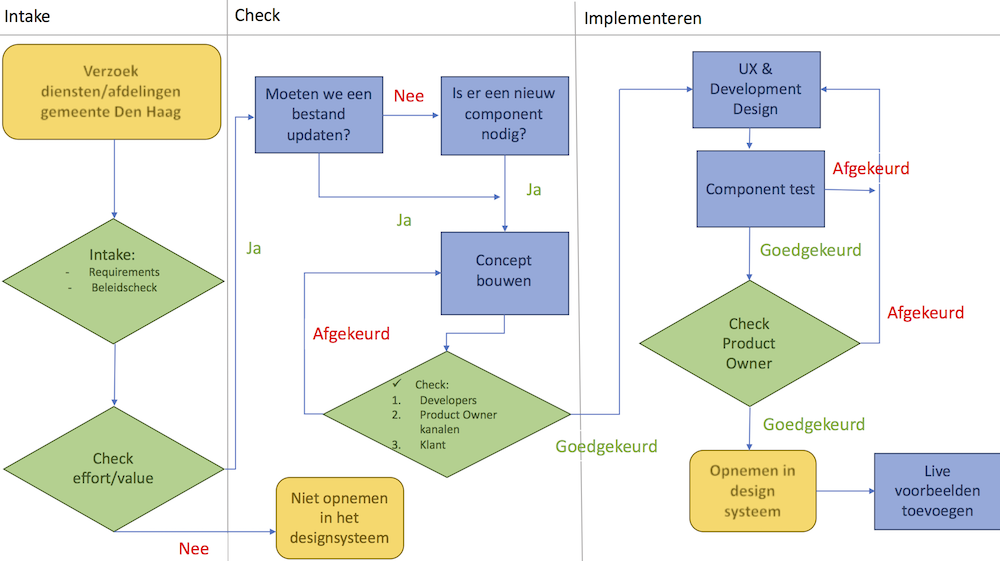 Intake
Check
Implementeren
Verzoek
diensten/afdelingen
gemeente Den Haag
Intake:
- Requirements
- Beleidscheck
Check
effort/value
Ja
Nee
Moeten we een
bestand
updaten?
Nee
Is er een nieuw
component
nodig?
Ja
Ja
Concept
bouwen
Afgekeurd
✓ Check:
1. Developers
2. Product Owner
kanalen
3. Klant
Goedgekeurd
Niet opnemen
in het
designsysteem
UX &
Development
Design
Component test
Afgekeurd
Goedgekeurd
Check
Product
Owner
Afgekeurd
Goedgekeurd
Opnemen in
design
systeem
Live
voorbeelden
toevoegen